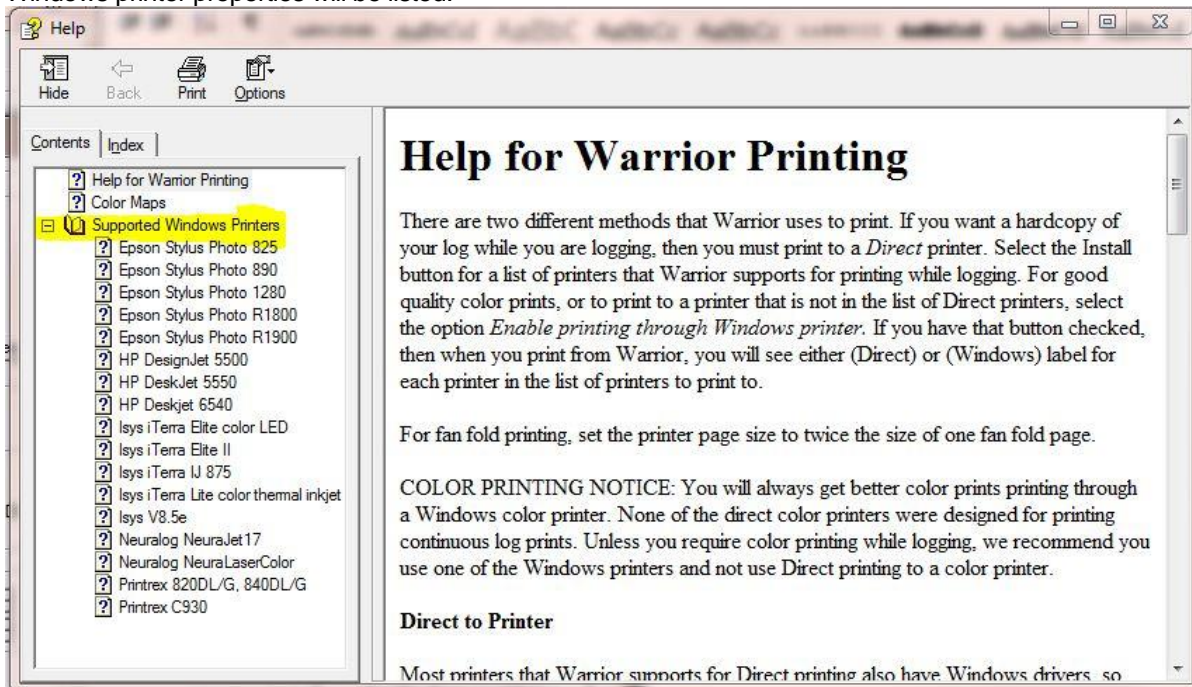 Windows printer properties will be listed.
Help
Hide Back Print Options
Contents Index
Help for Warrior Printing
Color Maps
Supported Windows Printers
Epson Stylus Photo 825
Epson Stylus Photo 890
Epson Stylus Photo 1280
Epson Stylus Photo R1800
Epson Stylus Photo R1900
HP DesignJet 5500
HP DeskJet 5550
HP Deskjet 6540
Isys iTerra Elite color LED
Isys iTerra Elite II
Isys iTerra IJ 875
Isys iTerra Lite color thermal inkjet
Isys V8.5e
Neuralog NeuraJet17
Neuralog NeuraLaserColor
Printrex 820DL/G, 840DL/G
Printrex C930
Help for Warrior Printing
There are two different methods that Warrior uses to print. If you want a hardcopy of
your log while you are logging, then you must print to a Direct printer. Select the Install
button for a list of printers that Warrior supports for printing while logging. For good
quality color prints, or to print to a printer that is not in the list of Direct printers, select
the option Enable printing through Windows printer. If you have that button checked,
then when you print from Warrior, you will see either (Direct) or (Windows) label for
each printer in the list of printers to print to.
For fan fold printing, set the printer page size to twice the size of one fan fold page.
COLOR PRINTING NOTICE: You will always get better color prints printing through
a Windows color printer. None of the direct color printers were designed for printing
continuous log prints. Unless you require color printing while logging, we recommend you
use one of the Windows printers and not use Direct printing to a color printer.
Direct to Printer
Most printers that Warrior supports for Direct printing also have Windows drivers, so